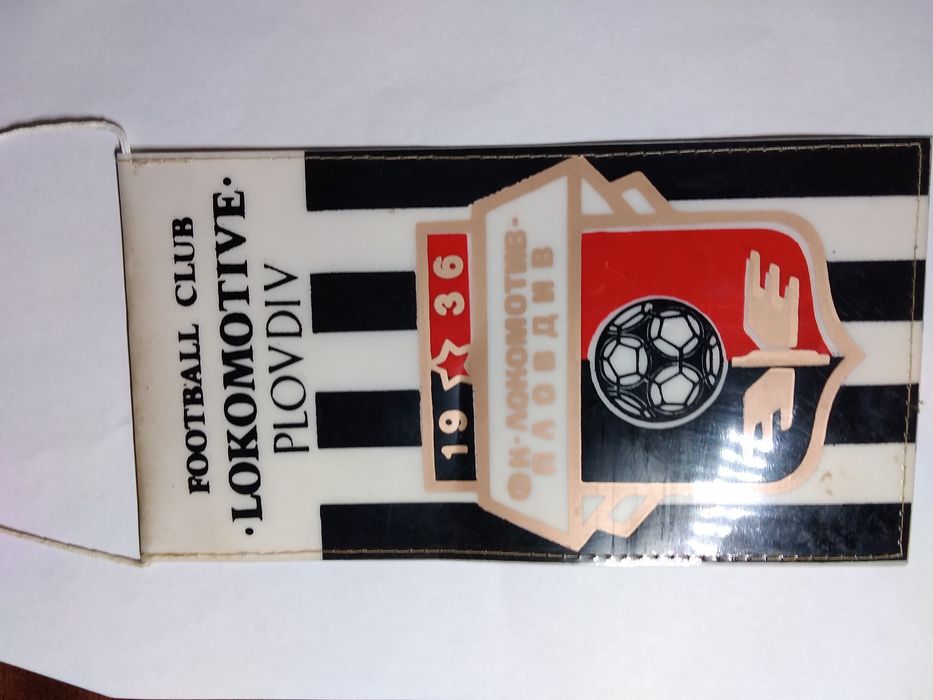 FOOTBALL CLUB
·LOKOMOTIVE·
PLOVDIV
19 36
ФК·ЛОКОМОТИВ·
ПЛОВДИВ